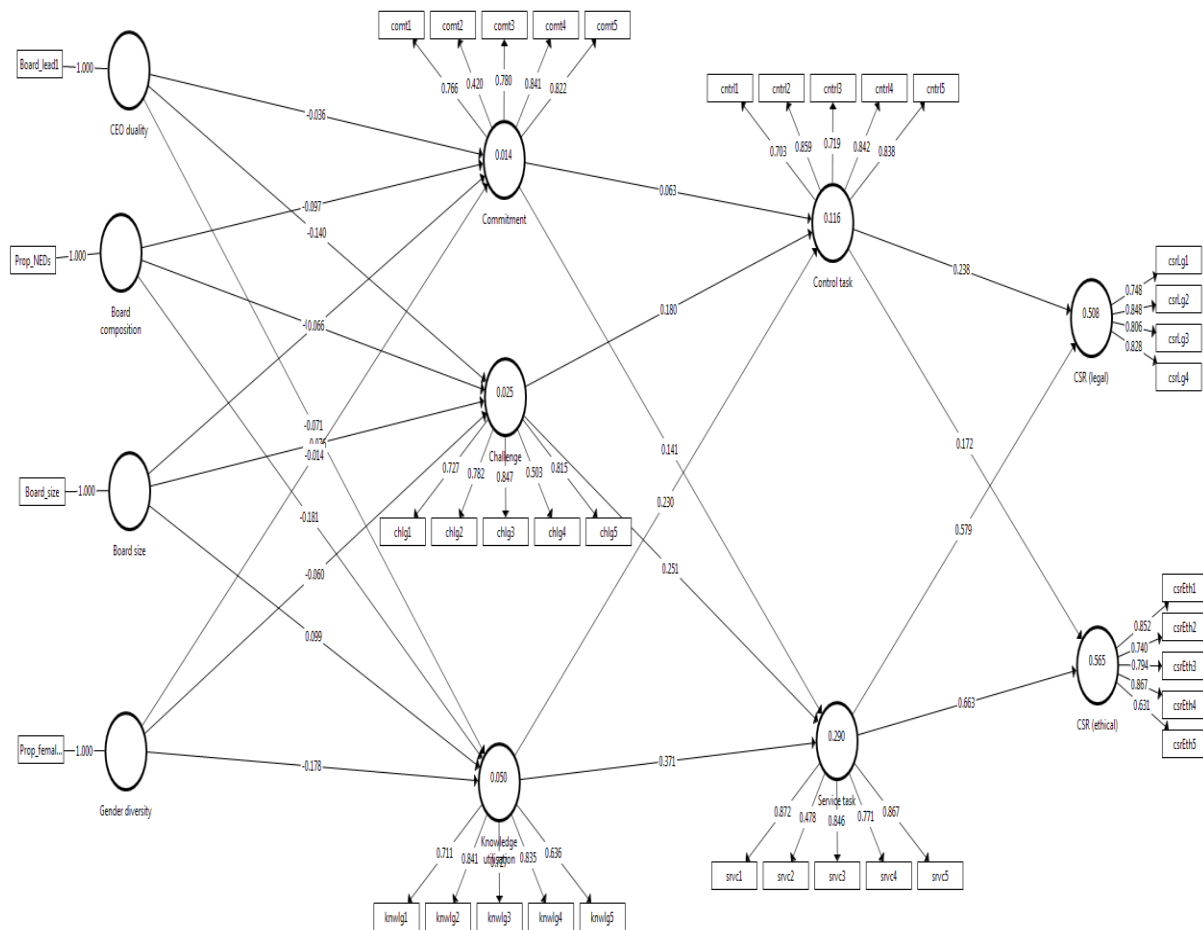 comt1
comt2
comt3
comt4
comt5
0.766
0.420
0.780
0.841
0.822
Board_lead1
1.000
CEO duality
-0.036
0.014
Commitment
cntrl1
cntrl2
cntrl3
cntrl4
cntrl5
0.703
0.859
0.719
0.842
0.838
0.063
0.116
Control task
-0.097
-0.140
Prop_NEDs
1.000
Board
composition
-0.066
0.180
0.238
csrLg1
csrLg2
csrLg3
csrLg4
0.748
0.848
0.806
0.828
0.508
CSR (legal)
0.025
Challenge
0.727
0.782
0.847
0.503
0.815
chlg1
chlg2
chlg3
chlg4
chlg5
-0.071
-0.014
0.141
0.172
Board_size
1.000
Board size
-0.181
0.230
0.579
-0.060
0.251
0.099
csrEth1
csrEth2
csrEth3
csrEth4
csrEth5
0.852
0.740
0.794
0.867
0.631
0.565
CSR (ethical)
0.663
Prop_femal...
1.000
Gender diversity
-0.178
0.050
Knowledge
utilisation
0.371
0.290
Service task
0.711
0.841
0.835
0.636
knwlg1
knwlg2
knwlg3
knwlg4
knwlg5
0.872
0.478
0.846
0.771
0.867
srvc1
srvc2
srvc3
srvc4
srvc5